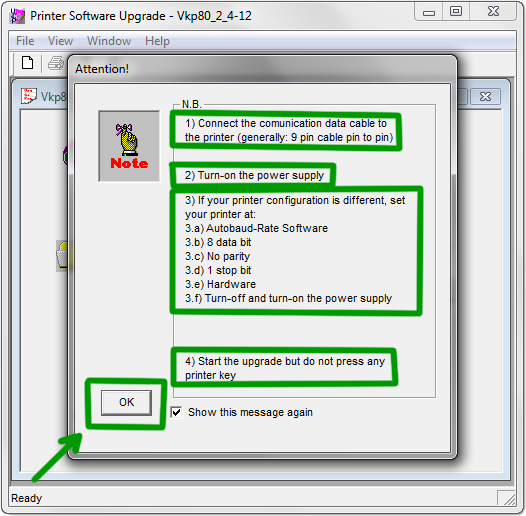 Printer Software Upgrade - Vkp80_2_4-12
File View Window Help
Vkp80
Attention!
N.B.
1) Connect the comunication data cable to
the printer (generally: 9 pin cable pin to pin)
Note
2) Turn-on the power supply
3) If your printer configuration is different, set
your printer at:
3.a) Autobaud-Rate Software
3.b) 8 data bit
3.c) No parity
3.d) 1 stop bit
3.e) Hardware
3.f) Turn-off and turn-on the power supply
4) Start the upgrade but do not press any
printer key
OK
Show this message again
Ready